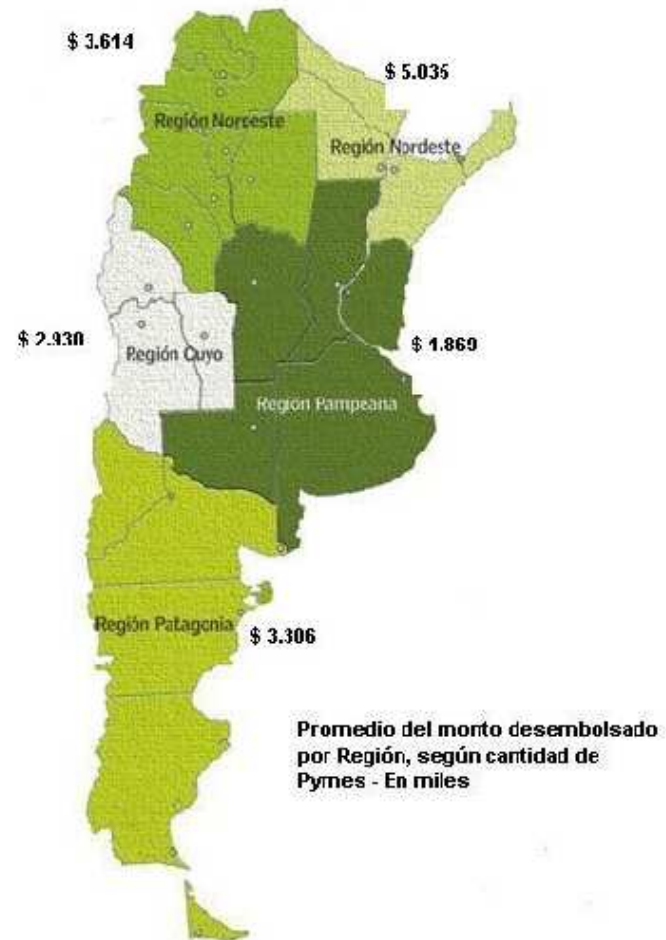 $ 3.614
$ 5.035
Región Noroeste
Región Nordeste
$ 2.930
Región Cuyo
$ 1.869
Región Pampeana
Región Patagonia
$ 3.306
Promedio del monto desembolsado
por Región, según cantidad de
Pymes - En miles